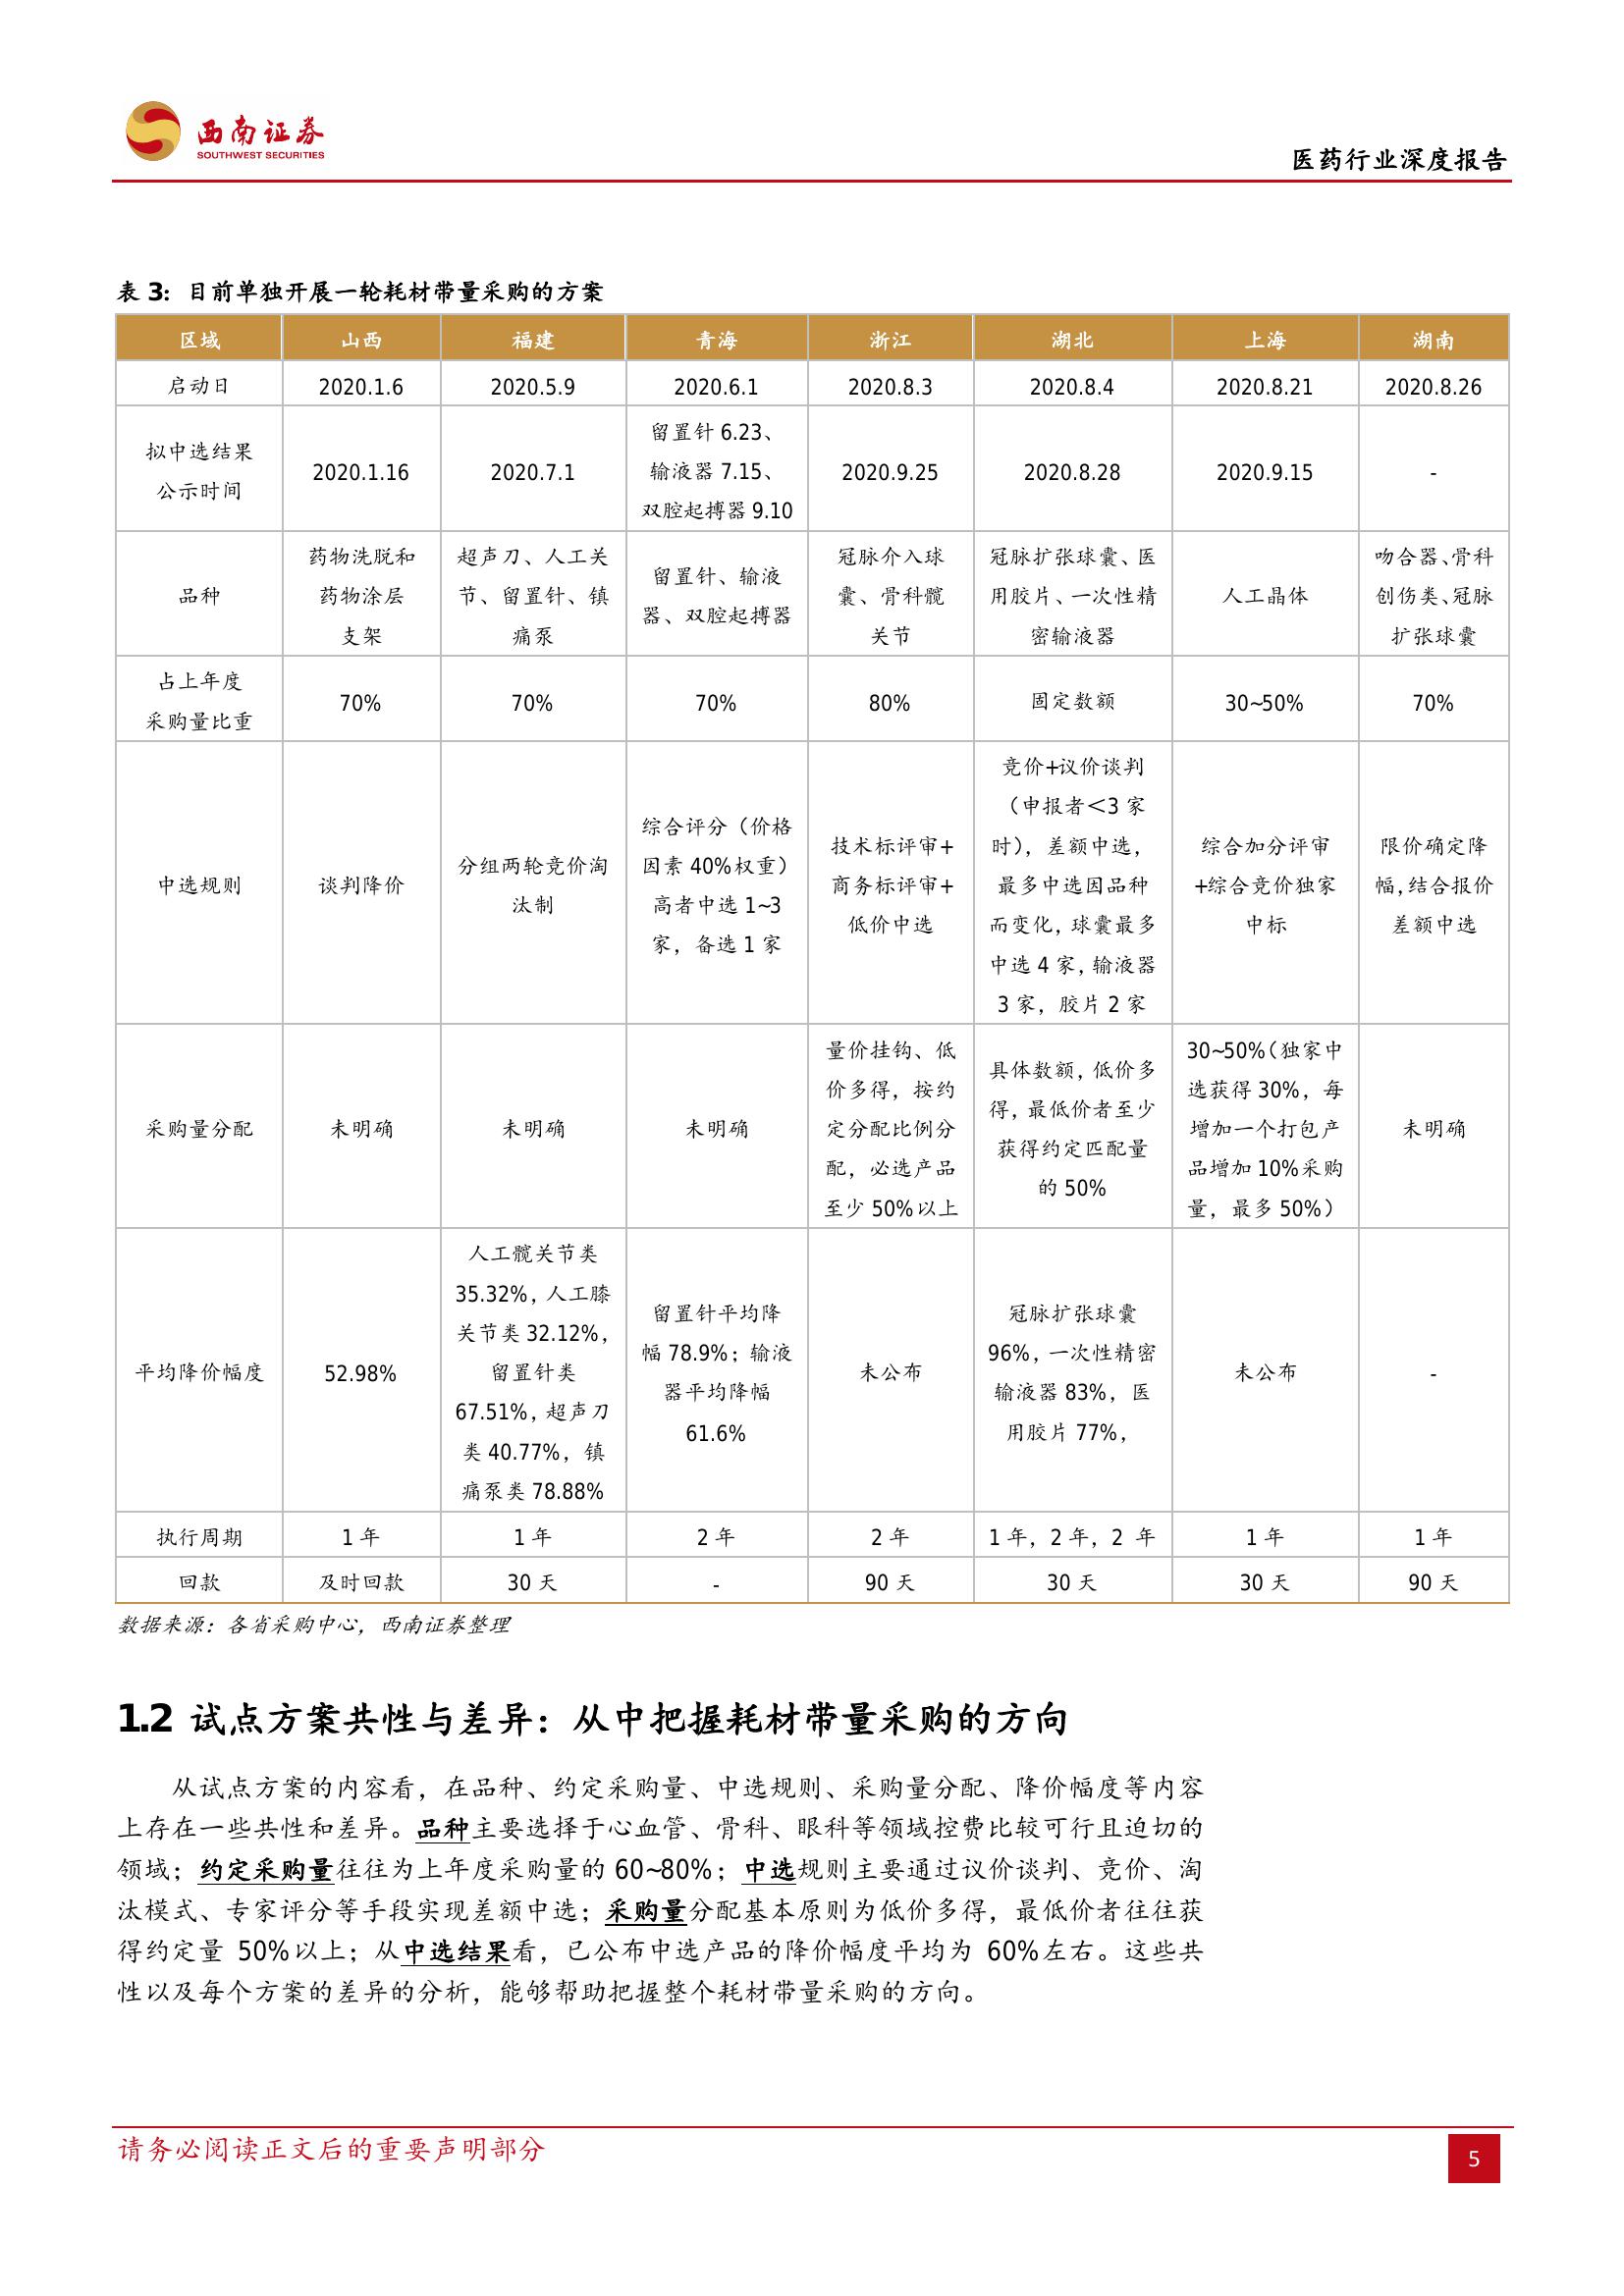 西南证券
SOUTHWEST SECURITIES
医药行业深度报告
表 3：目前单独开展一轮耗材带量采购的方案
区域 山西 福建 青海 浙江 湖北 上海 湖南
启动日 2020.1.6 2020.5.9 2020.6.1 2020.8.3 2020.8.4 2020.8.21 2020.8.26
拟中选结果
公示时间
2020.1.16
2020.7.1
留置针 6.23、
输液器 7.15、
双腔起搏器 9.10
2020.9.25
2020.8.28
2020.9.15
-
品种
药物洗脱和
药物涂层
支架
超声刀、人工关
节、留置针、镇
痛泵
留置针、输液
器、双腔起搏器
冠脉介入球
囊、骨科髋
关节
冠脉扩张球囊、医
用胶片、一次性精
密输液器
人工晶体
吻合器、骨科
创伤类、冠脉
扩张球囊
占上年度
采购量比重
70%
70%
70%
80%
固定数额
30~50%
70%
中选规则
谈判降价
分组两轮竞价淘
汰制
综合评分（价格
因素 40%权重）
高者中选 1~3
家，备选 1 家
技术标评审+
商务标评审+
低价中选
竞价+议价谈判
（申报者＜3 家
时），差额中选，
最多中选因品种
而变化，球囊最多
中选 4 家，输液器
3 家，胶片 2 家
综合加分评审
+综合竞价独家
中标
限价确定降
幅，结合报价
差额中选
采购量分配
未明确
未明确
未明确
量价挂钩、低
价多得，按约
定分配比例分
配，必选产品
至少 50%以上
具体数额，低价多
得，最低价者至少
获得约定匹配量
的 50%
30~50%（独家中
选获得 30%，每
增加一个打包产
品增加 10%采购
量，最多 50%）
未明确
平均降价幅度
52.98%
人工髋关节类
35.32%，人工膝
关节类 32.12%，
留置针类
67.51%，超声刀
类 40.77%，镇
痛泵类 78.88%
留置针平均降
幅 78.9%；输液
器平均降幅
61.6%
未公布
冠脉扩张球囊
96%，一次性精密
输液器 83%，医
用胶片 77%，
未公布
-
执行周期 1 年 1 年 2 年 2 年 1 年，2 年，2 年 1 年 1 年
回款 及时回款 30 天 - 90 天 30 天 30 天 90 天
数据来源：各省采购中心，西南证券整理
1.2 试点方案共性与差异：从中把握耗材带量采购的方向
从试点方案的内容看，在品种、约定采购量、中选规则、采购量分配、降价幅度等内容
上存在一些共性和差异。品种主要选择于心血管、骨科、眼科等领域控费比较可行且迫切的
领域；约定采购量往往为上年度采购量的 60~80%；中选规则主要通过议价谈判、竞价、淘
汰模式、专家评分等手段实现差额中选；采购量分配基本原则为低价多得，最低价者往往获
得约定量 50%以上；从中选结果看，已公布中选产品的降价幅度平均为 60%左右。这些共
性以及每个方案的差异的分析，能够帮助把握整个耗材带量采购的方向。
请务必阅读正文后的重要声明部分
5